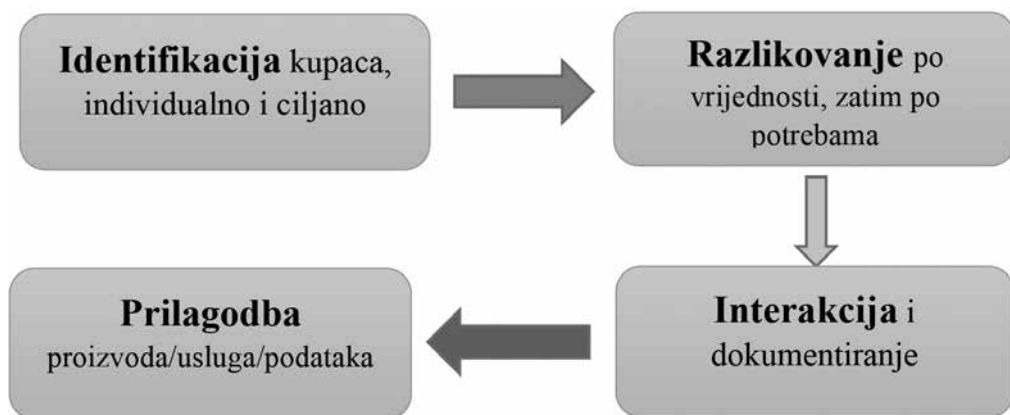 Identifikacija kupaca,
individualno i ciljano
Razlikovanje po
vrijednosti, zatim po
potrebama
Interakcija i
dokumentiranje
Prilagodba
proizvoda/usluga/podataka